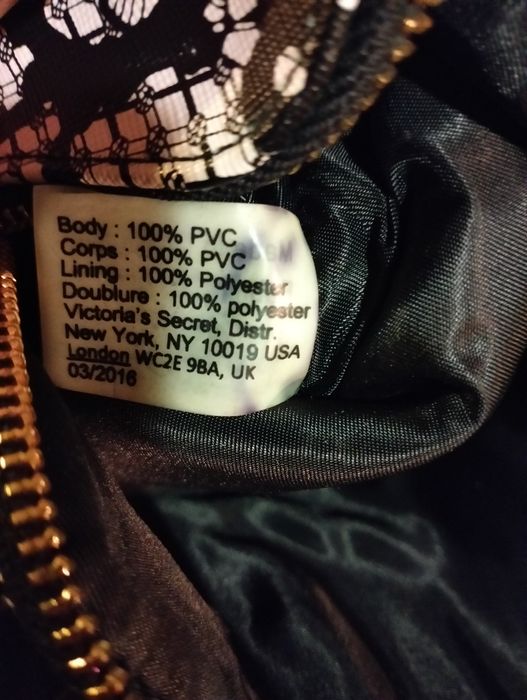 Body : 100% PVC
Corps : 100% PVC
Lining : 100% Polyester
Doublure : 100% polyester
Victoria's Secret, Distr.
New York, NY 10019 USA
London WC2E 9BA, UK
03/2016